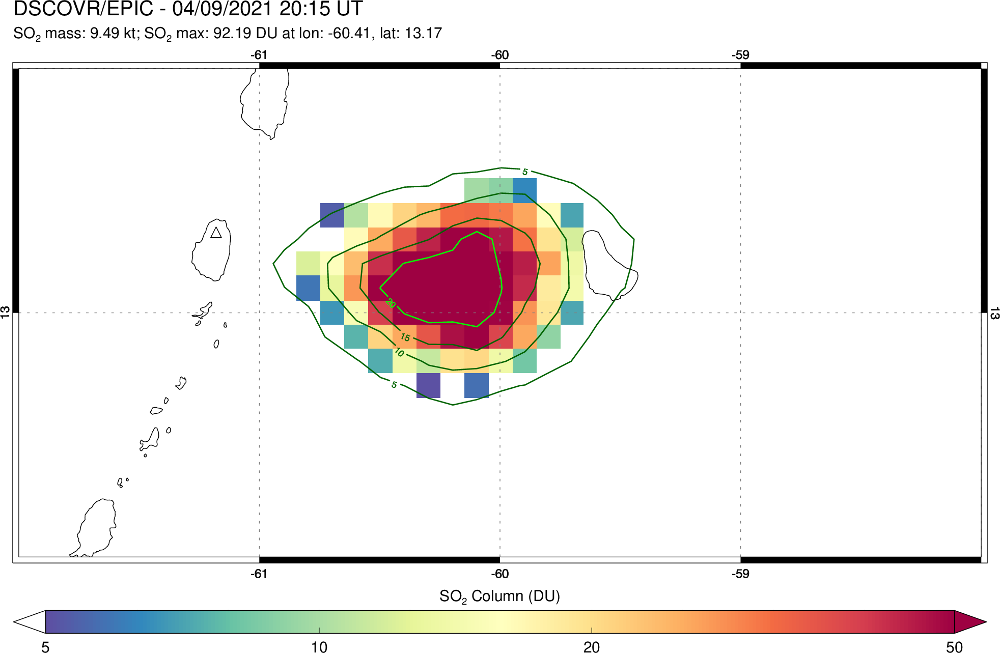 DSCOVR/EPIC - 04/09/2021 20:15 UT
SO₂ mass: 9.49 kt; SO₂ max: 92.19 DU at lon: -60.41, lat: 13.17
-61 -60 -59
5
13 13
20
15
10
5
-61 -60 -59
SO₂ Column (DU)
5 10 20 50